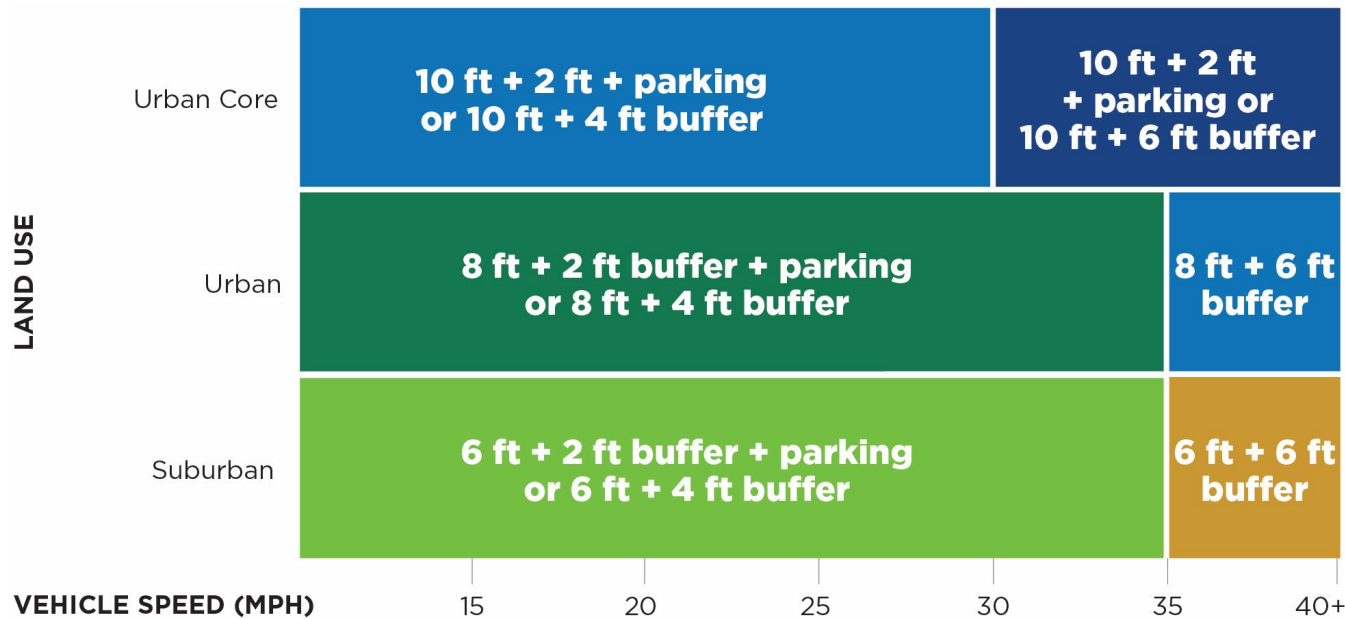 Urban Core
10 ft + 2 ft + parking
or 10 ft + 4 ft buffer
10 ft + 2 ft
+ parking or
10 ft + 6 ft buffer
LAND USE
Urban
8 ft + 2 ft buffer + parking
or 8 ft + 4 ft buffer
8 ft + 6 ft
buffer
Suburban
6 ft + 2 ft buffer + parking
or 6 ft + 4 ft buffer
6 ft + 6 ft
buffer
VEHICLE SPEED (MPH) 15 20 25 30 35 40+